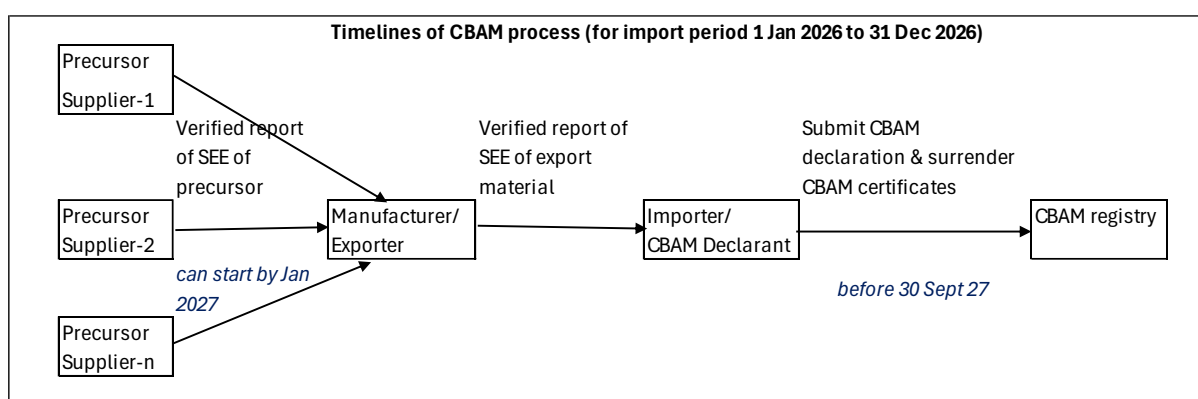 Timelines of CBAM process (for import period 1 Jan 2026 to 31 Dec 2026)
Precursor
Supplier-1
Verified report
of SEE of
precursor
Verified report of
SEE of export
material
Submit CBAM
declaration & surrender
CBAM certificates
Precursor
Supplier-2
Manufacturer/
Exporter
Importer/
CBAM Declarant
CBAM registry
can start by Jan
2027
before 30 Sept 27
Precursor
Supplier-n